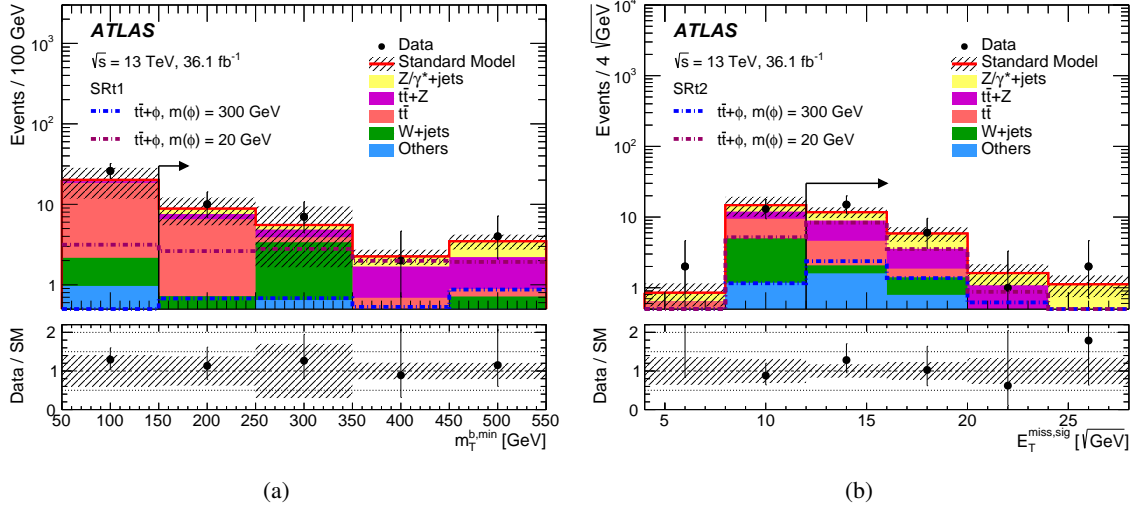 Events / 100 GeV
10³
10²
10
1
ATLAS
√s = 13 TeV, 36.1 fb⁻¹
SRt1
tt̄+ϕ, m(ϕ) = 300 GeV
tt̄+ϕ, m(ϕ) = 20 GeV
Data
Standard Model
Z/γ*+jets
tt̄+Z
tt̄
W+jets
Others
Data / SM
2
1
0
50 100 150 200 250 300 350 400 450 500 550
m_T^{b,min} [GeV]
(a)
Events / 4 √GeV
10⁴
10³
10²
10
1
ATLAS
√s = 13 TeV, 36.1 fb⁻¹
SRt2
tt̄+ϕ, m(ϕ) = 300 GeV
tt̄+ϕ, m(ϕ) = 20 GeV
Data
Standard Model
Z/γ*+jets
tt̄+Z
tt̄
W+jets
Others
Data / SM
2
1
0
5 10 15 20 25
E_T^{miss,sig} [√GeV]
(b)